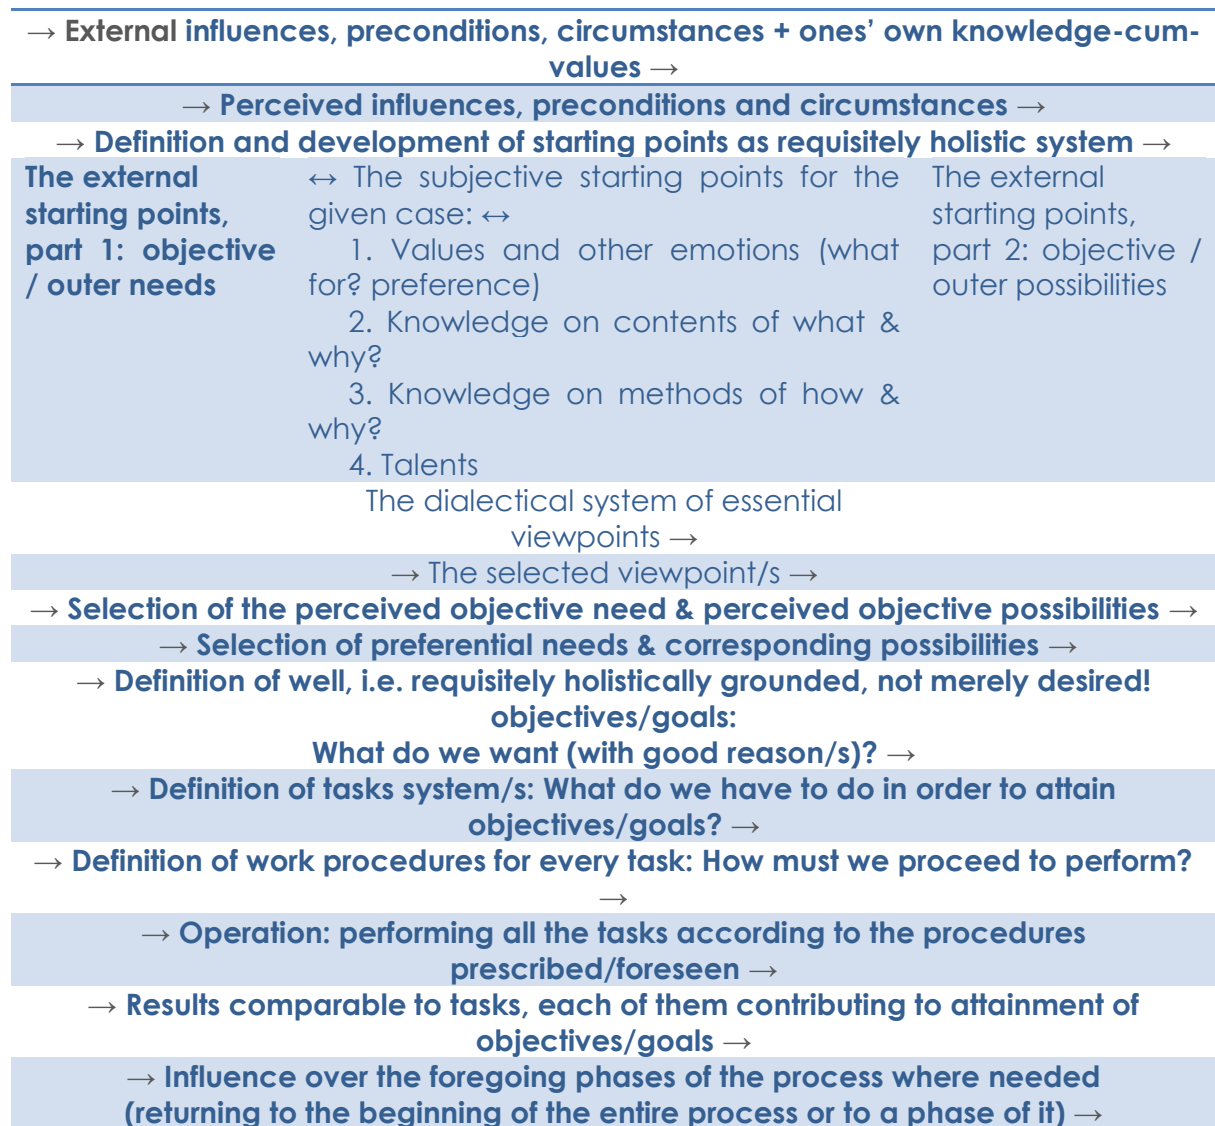 → External influences, preconditions, circumstances + ones’ own knowledge-cum-
values →
→ Perceived influences, preconditions and circumstances →
→ Definition and development of starting points as requisitely holistic system →
The external
starting points,
part 1: objective
/ outer needs
↔ The subjective starting points for the
given case: ↔
1. Values and other emotions (what
for? preference)
2. Knowledge on contents of what &
why?
3. Knowledge on methods of how &
why?
4. Talents
The external
starting points,
part 2: objective /
outer possibilities
The dialectical system of essential
viewpoints →
→ The selected viewpoint/s →
→ Selection of the perceived objective need & perceived objective possibilities →
→ Selection of preferential needs & corresponding possibilities →
→ Definition of well, i.e. requisitely holistically grounded, not merely desired!
objectives/goals:
What do we want (with good reason/s)? →
→ Definition of tasks system/s: What do we have to do in order to attain
objectives/goals? →
→ Definition of work procedures for every task: How must we proceed to perform?
→
→ Operation: performing all the tasks according to the procedures
prescribed/foreseen →
→ Results comparable to tasks, each of them contributing to attainment of
objectives/goals →
→ Influence over the foregoing phases of the process where needed
(returning to the beginning of the entire process or to a phase of it) →